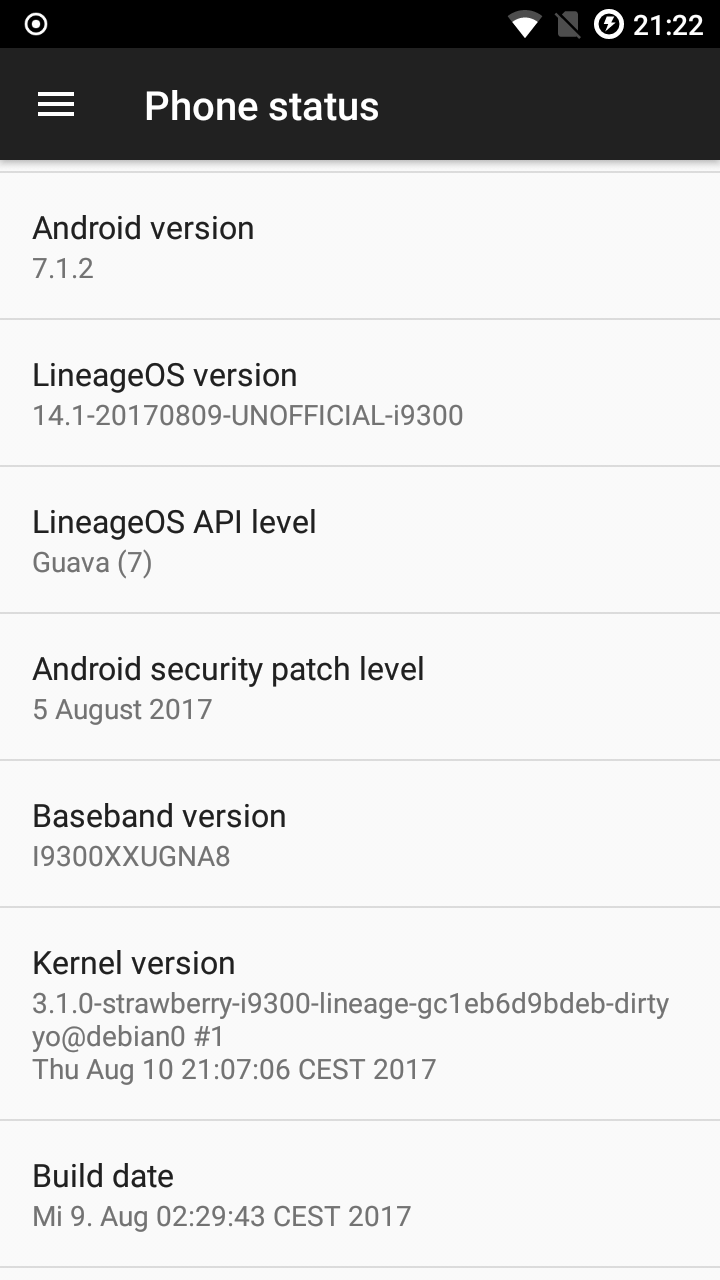 21:22
Phone status
Android version
7.1.2
LineageOS version
14.1-20170809-UNOFFICIAL-i9300
LineageOS API level
Guava (7)
Android security patch level
5 August 2017
Baseband version
I9300XXUGNA8
Kernel version
3.1.0-strawberry-i9300-lineage-gc1eb6d9bdeb-dirty
yo@debian0 #1
Thu Aug 10 21:07:06 CEST 2017
Build date
Mi 9. Aug 02:29:43 CEST 2017